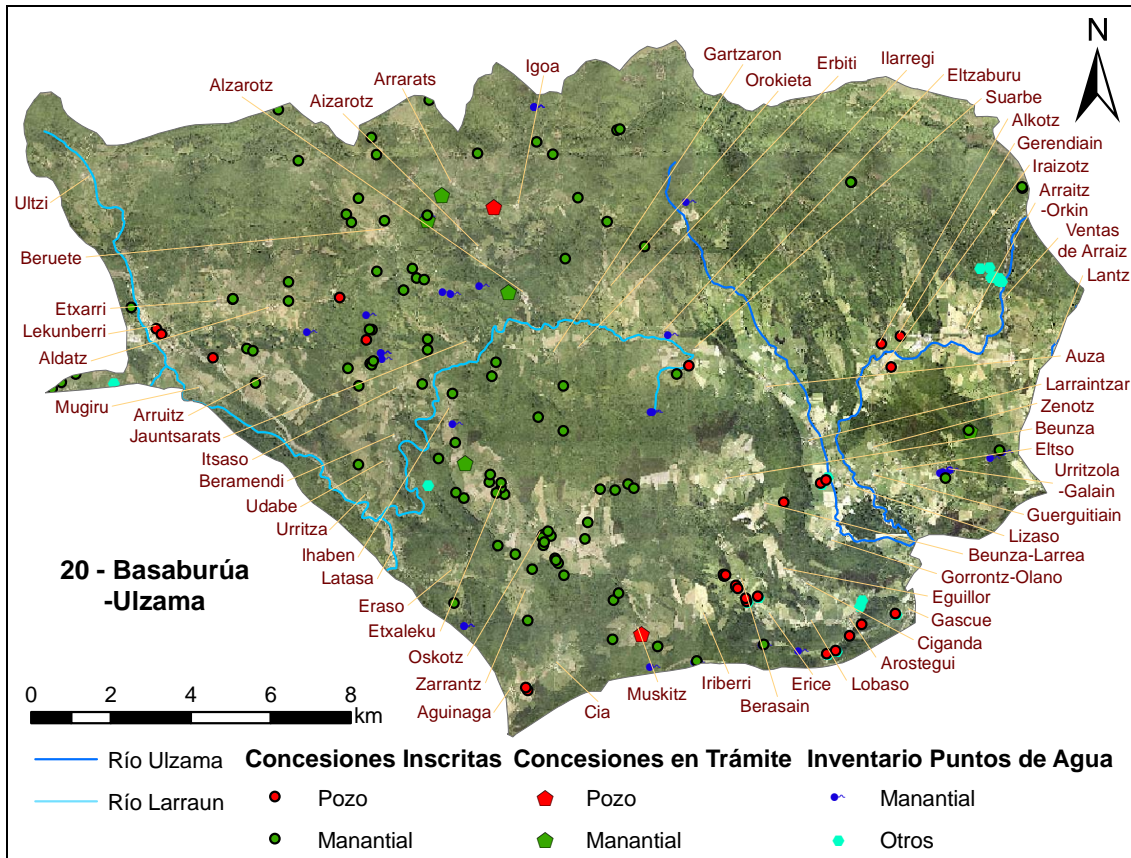 N
Alzarotz
Aizarotz
Arrarats
Igoa
Gartzaron
Orokieta
Erbiti
Ilarregi
Eltzaburu
Suarbe
Alkotz
Gerendiain
Iraizotz
Arraitz
-Orkin
Ventas
de Arraiz
Lantz
Ultzi
Beruete
Etxarri
Lekunberri
Aldatz
Mugiru
Arruitz
Jauntsarats
Itsaso
Beramendi
Udabe
Urritza
Ihaben
Latasa
Eraso
Etxaleku
Oskotz
Zarrantz
Aguinaga
Cia
Muskitz
Iriberri
Berasain
Erice
Lobaso
Arostegui
Ciganda
Gascue
Eguillor
Gorrontz-Olano
Beunza-Larrea
Lizaso
Guerguitiain
Urritzola
-Galain
Eltso
Beunza
Zenotz
Larraintzar
Auza
20 - Basaburúa
-Ulzama
0 2 4 6 8
km
Río Ulzama
Río Larraun
Concesiones Inscritas
Pozo
Manantial
Concesiones en Trámite
Pozo
Manantial
Inventario Puntos de Agua
Manantial
Otros